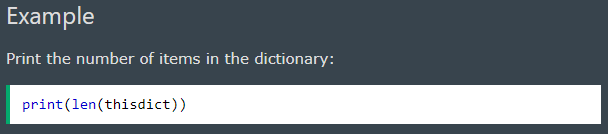 Example
Print the number of items in the dictionary:
print(len(thisdict))